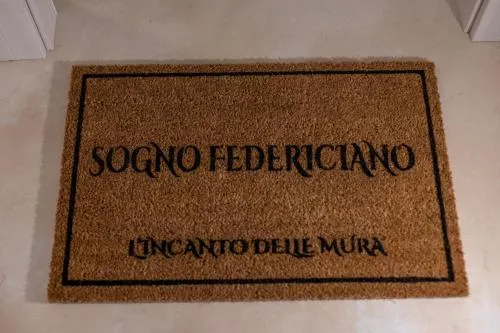 SOGNO FEDERICIANO
L'INCANTO DELLE MURA